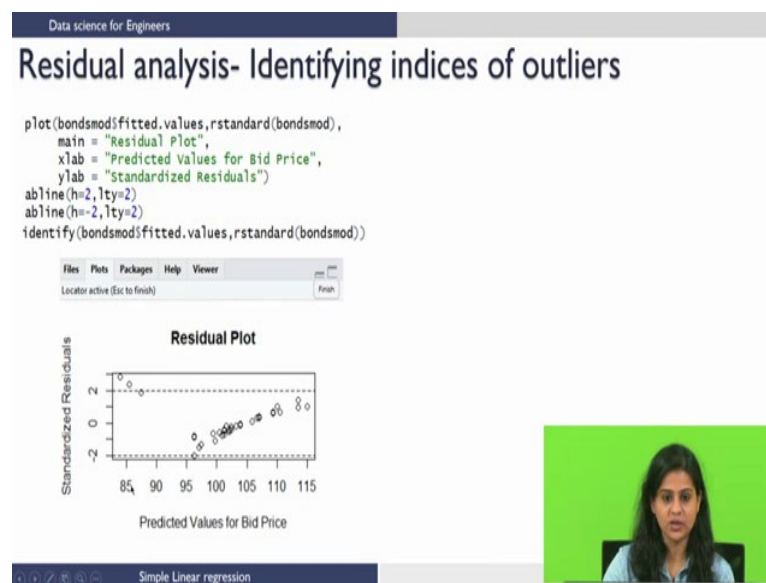 Data science for Engineers
Residual analysis- Identifying indices of outliers
plot(bondsmod$fitted.values,rstandard(bondsmod),
main = "Residual Plot",
xlab = "Predicted Values for Bid Price",
ylab = "Standardized Residuals")
abline(h=2,lty=2)
abline(h=-2,lty=2)
identify(bondsmod$fitted.values,rstandard(bondsmod))
Files Plots Packages Help Viewer
Locator active (Esc to finish) Finish
Residual Plot
Standardized Residuals
2
0
-2
85 90 95 100 105 110 115
Predicted Values for Bid Price
Simple Linear regression